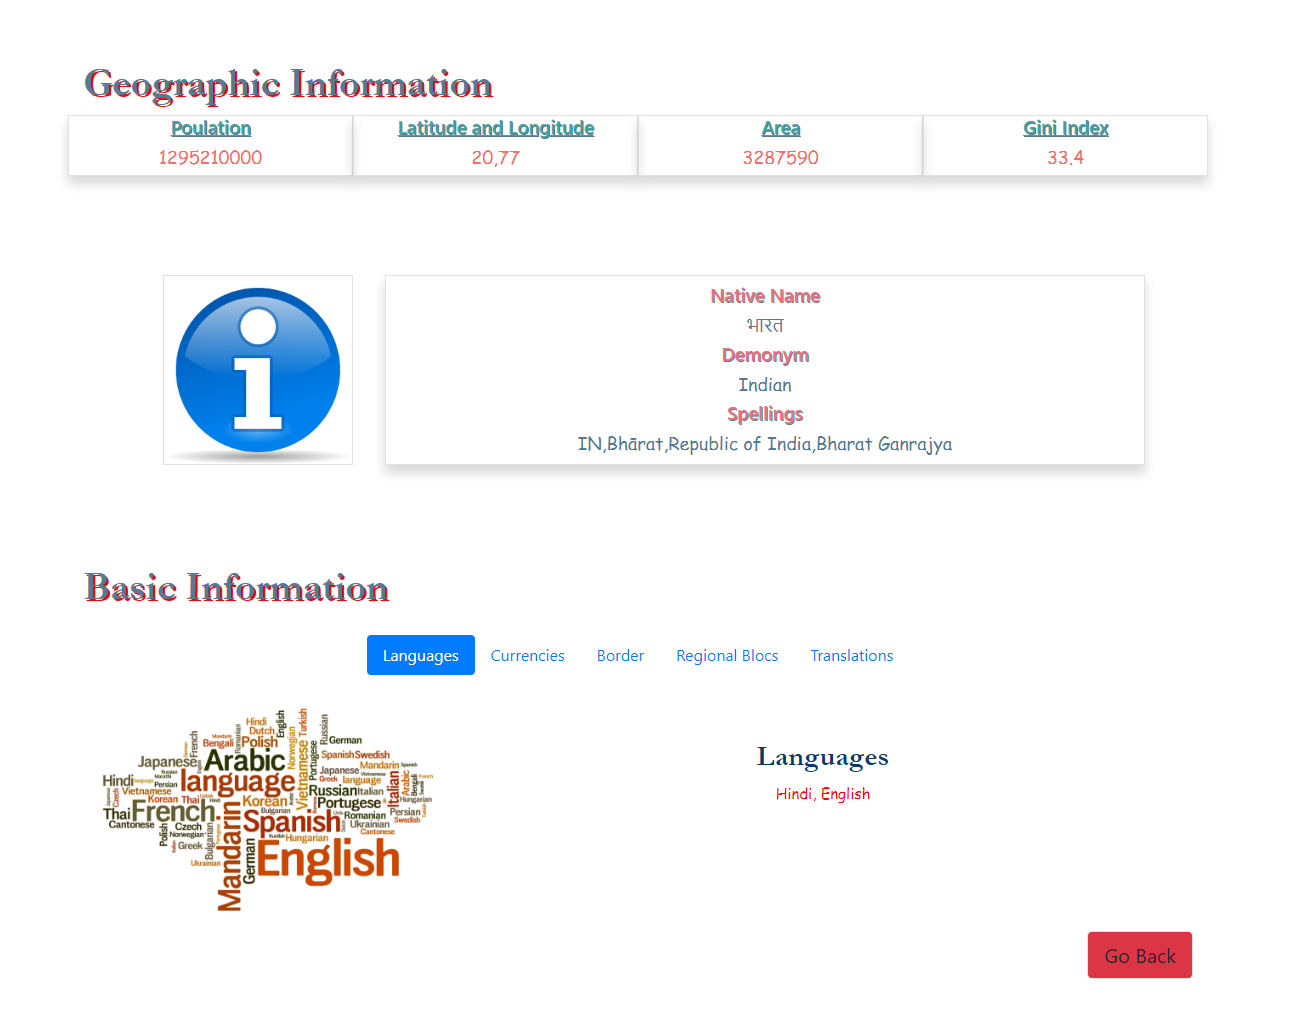 Geographic Information
Poulation
Latitude and Longitude
Area
Gini Index
1295210000
20,77
3287590
33.4
Native Name
भारत
Demonym
Indian
Spellings
IN,Bhārat,Republic of India,Bharat Ganrajya
Basic Information
Languages Currencies Border Regional Blocs Translations
Hindi
Dutch
English
Turkish
Russian
German
French
Bengali
Polish
Norwegian
Arabic
Japanese
Spanish Swedish
Mandarin
Hindi
language
Vietnamese
Portugese
Japanese
Greek
language
Italian
Arabic
Bengali
Vietnamese
Persian
Korean
Thai
Korean
Russian
Italian
Portugese
Hungarian
Thai
French
Mandarin
Spanish
Romanian
Persian
Swedish
Cantonese
Polish
Czech
Norwegian
Bulgarian
Ukrainian
Cantonese
Greek
Hungarian
Ukrainian
German
English
Languages
Hindi, English
Go Back